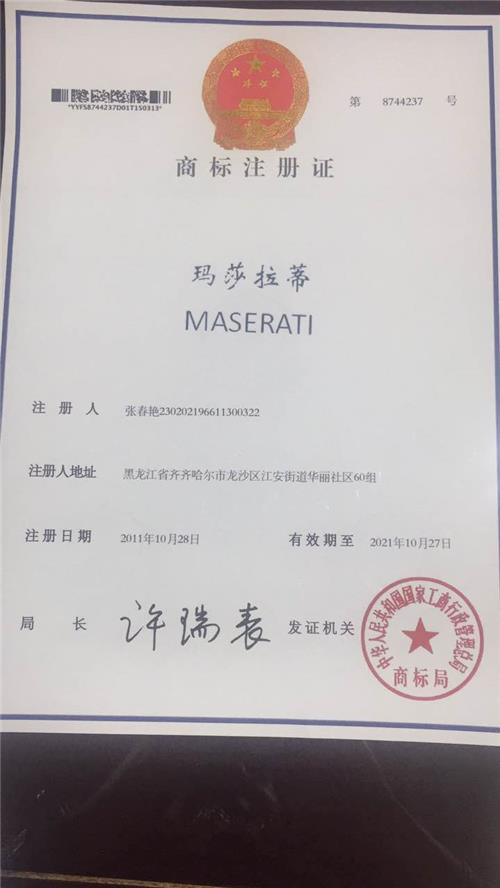 *YYFS8744237D01T150313*
第 8744237 号
商标注册证
玛莎拉蒂
MASERATI
注册人 张春艳230202196611300322
注册人地址 黑龙江省齐齐哈尔市龙沙区江安街道华丽社区60组
注册日期 2011年10月28日 有效期至 2021年10月27日
局长 许瑞表 发证机关
中华人民共和国国家工商行政管理总局
商标局